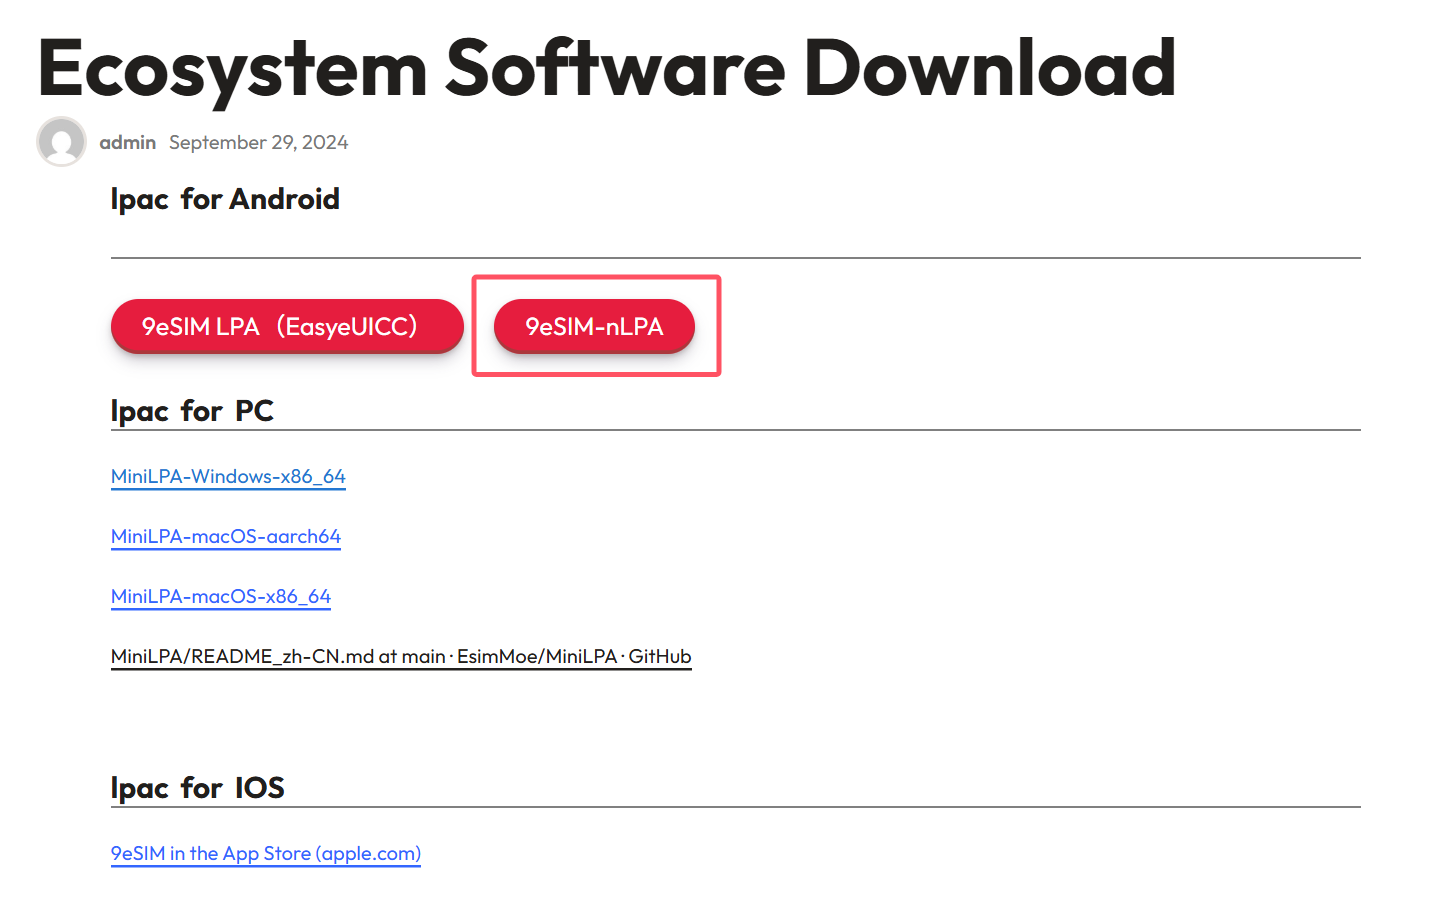 Ecosystem Software Download
admin September 29, 2024
lpac for Android
9eSIM LPA（EasyeUICC） 9eSIM-nLPA
lpac for PC
MiniLPA-Windows-x86_64
MiniLPA-macOS-aarch64
MiniLPA-macOS-x86_64
MiniLPA/README_zh-CN.md at main · EsimMoe/MiniLPA · GitHub
lpac for IOS
9eSIM in the App Store (apple.com)